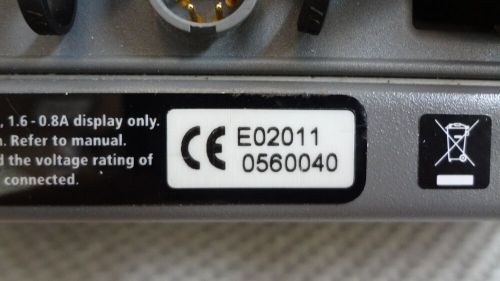 , 1.6 - 0.8A display only.
. Refer to manual.
d the voltage rating of
connected.
CE E02011
0560040